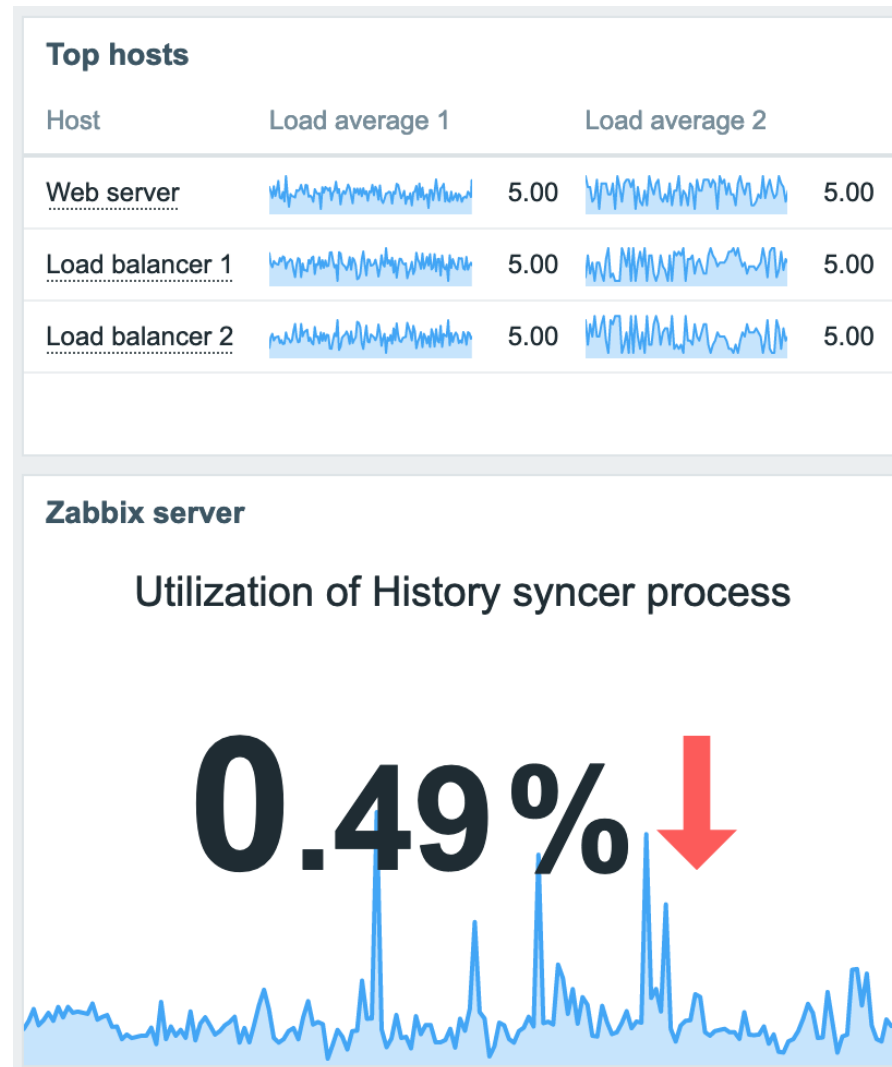 Top hosts
Host Load average 1 Load average 2
Web server 5.00 5.00
Load balancer 1 5.00 5.00
Load balancer 2 5.00 5.00
Zabbix server
Utilization of History syncer process
0.49%